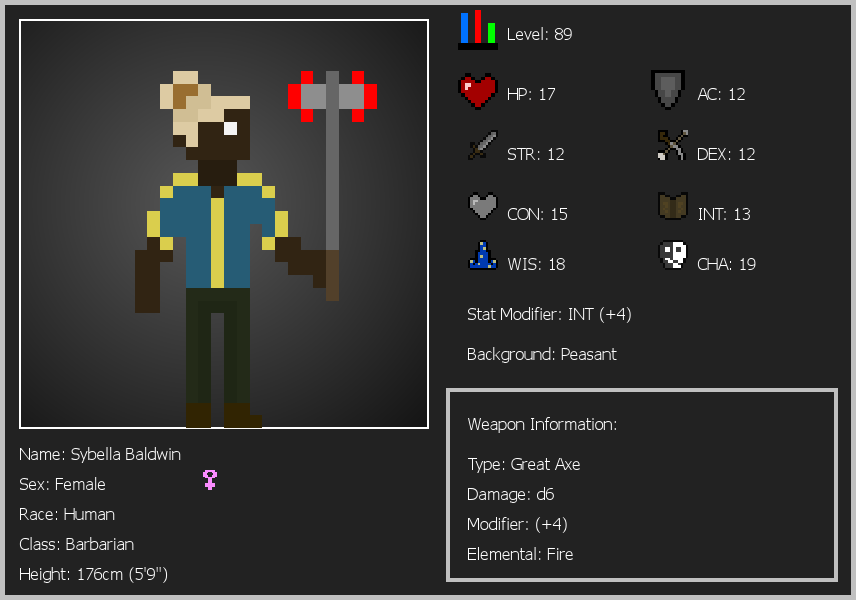 Level: 89
HP: 17
AC: 12
STR: 12
DEX: 12
CON: 15
INT: 13
WIS: 18
CHA: 19
Stat Modifier: INT (+4)
Background: Peasant
Weapon Information:
Type: Great Axe
Damage: d6
Modifier: (+4)
Elemental: Fire
Name: Sybella Baldwin
Sex: Female
Race: Human
Class: Barbarian
Height: 176cm (5'9")